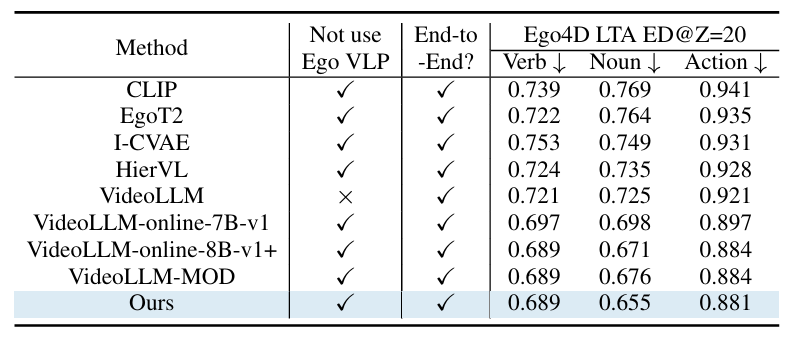 Method Not use Ego VLP End-to -End? Ego4D LTA ED@Z=20
Verb ↓ Noun ↓ Action ↓
CLIP ✓ ✓ 0.739 0.769 0.941
EgoT2 ✓ ✓ 0.722 0.764 0.935
I-CVAE ✓ ✓ 0.753 0.749 0.931
HierVL ✓ ✓ 0.724 0.735 0.928
VideoLLM × ✓ 0.721 0.725 0.921
VideoLLM-online-7B-v1 ✓ ✓ 0.697 0.698 0.897
VideoLLM-online-8B-v1+ ✓ ✓ 0.689 0.671 0.884
VideoLLM-MOD ✓ ✓ 0.689 0.676 0.884
Ours ✓ ✓ 0.689 0.655 0.881